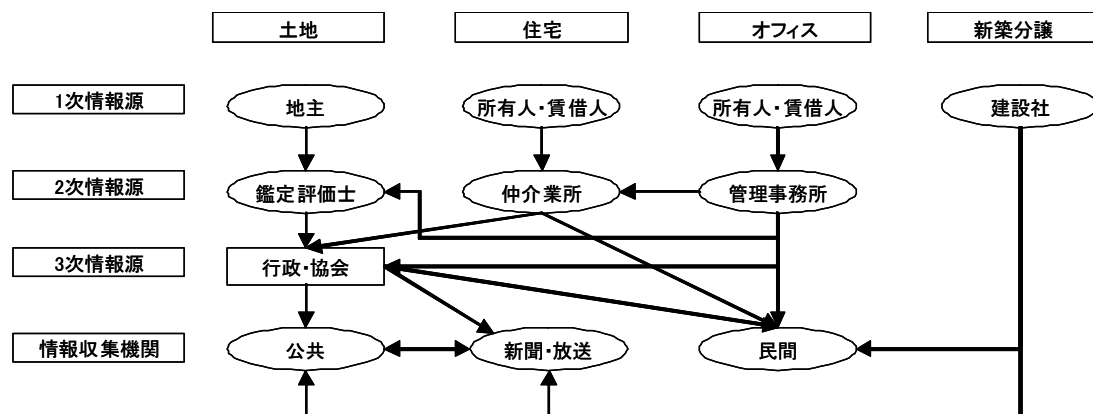 土地
住宅
オフィス
新築分譲
1次情報源
地主
所有人・賃借人
所有人・賃借人
建設社
2次情報源
鑑定評価士
仲介業所
管理事務所
3次情報源
行政・協会
情報収集機関
公共
新聞・放送
民間